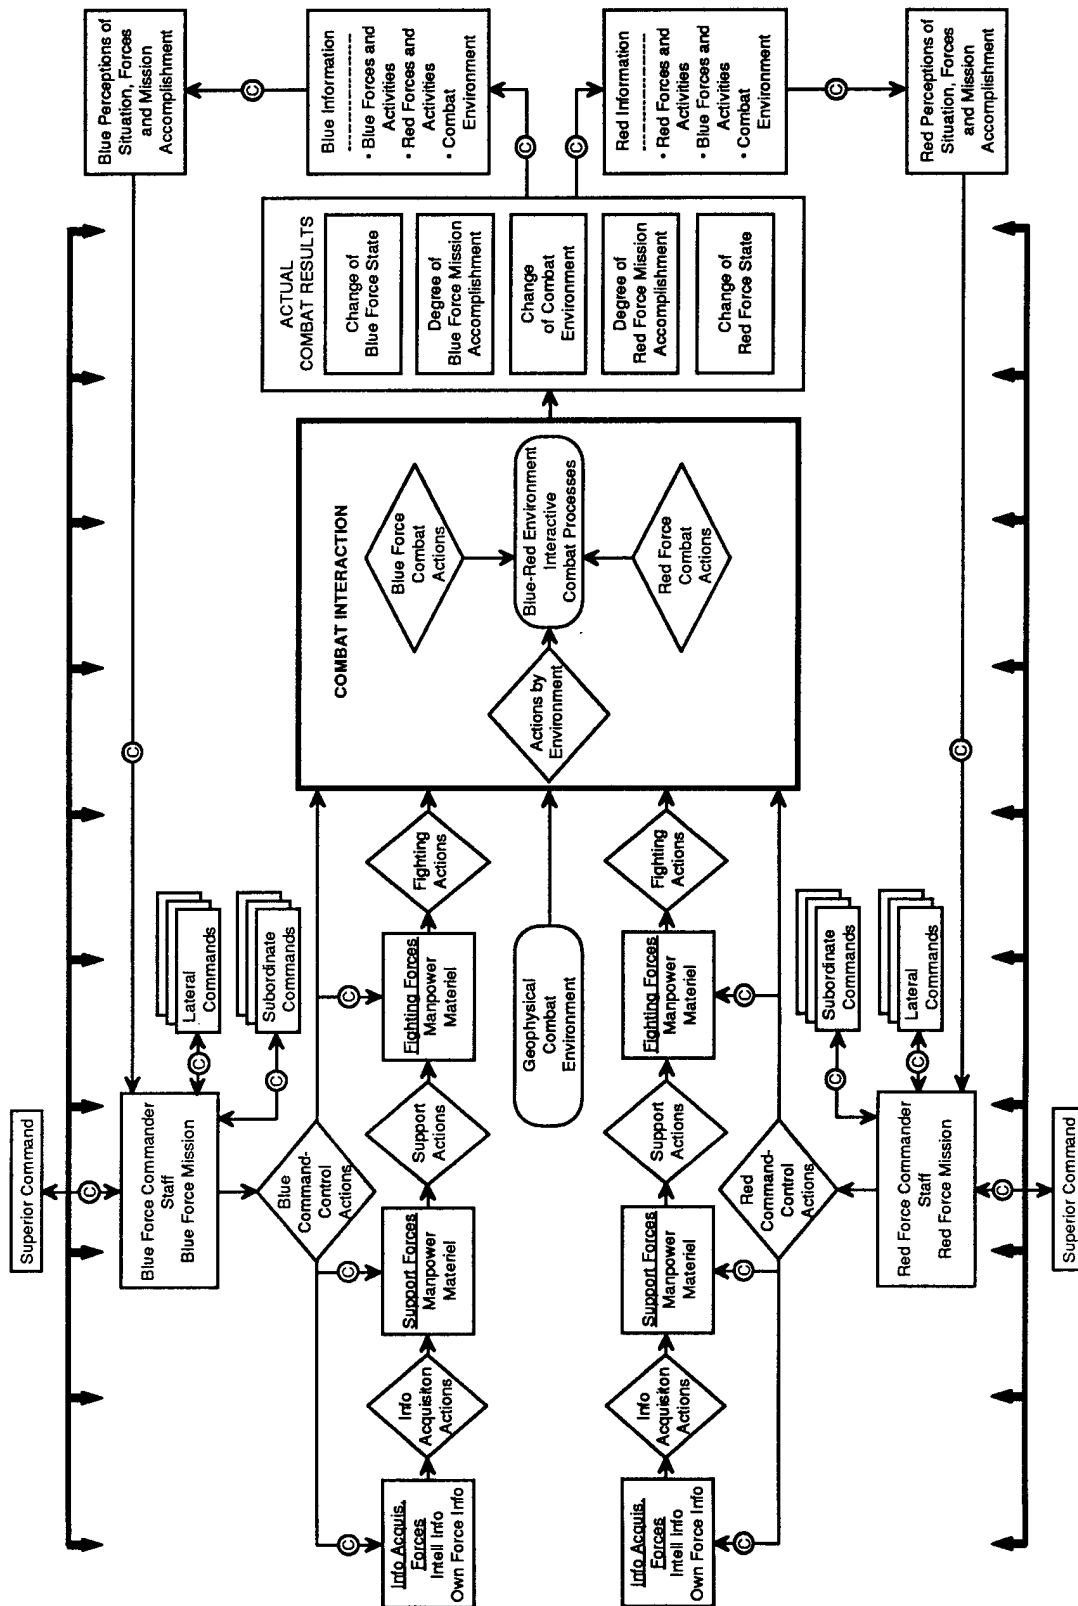 Superior Command
C
Blue Force Commander
Staff
Blue Force Mission
C
Lateral
Commands
C
Subordinate
Commands
C
Blue Perceptions of
Situation, Forces
and Mission
Accomplishment
C
Blue
Command-
Control
Actions
C
C
C
Info Acquis.
Forces
Intell Info
Own Force Info
Info
Acquisiton
Actions
Support Forces
Manpower
Materiel
Support
Actions
Fighting Forces
Manpower
Materiel
Fighting
Actions
Geophysical
Combat
Environment
COMBAT INTERACTION
Blue Force
Combat
Actions
Actions by
Environment
Blue-Red Environment
Interactive
Combat Processes
Red Force
Combat
Actions
ACTUAL
COMBAT RESULTS
Change of
Blue Force State
Degree of
Blue Force Mission
Accomplishment
Change
of Combat
Environment
Degree of
Red Force Mission
Accomplishment
Change of
Red Force State
C
C
Blue Information
------------------
• Blue Forces and
Activities
• Red Forces and
Activities
• Combat
Environment
C
Red Information
------------------
• Red Forces and
Activities
• Blue Forces and
Activities
• Combat
Environment
C
Info Acquis.
Forces
Intell Info
Own Force Info
Info
Acquisiton
Actions
Support Forces
Manpower
Materiel
Support
Actions
Fighting Forces
Manpower
Materiel
Fighting
Actions
C
C
C
Red
Command-
Control
Actions
C
Subordinate
Commands
C
Lateral
Commands
C
Red Perceptions of
Situation, Forces
and Mission
Accomplishment
Red Force Commander
Staff
Red Force Mission
C
Superior Command